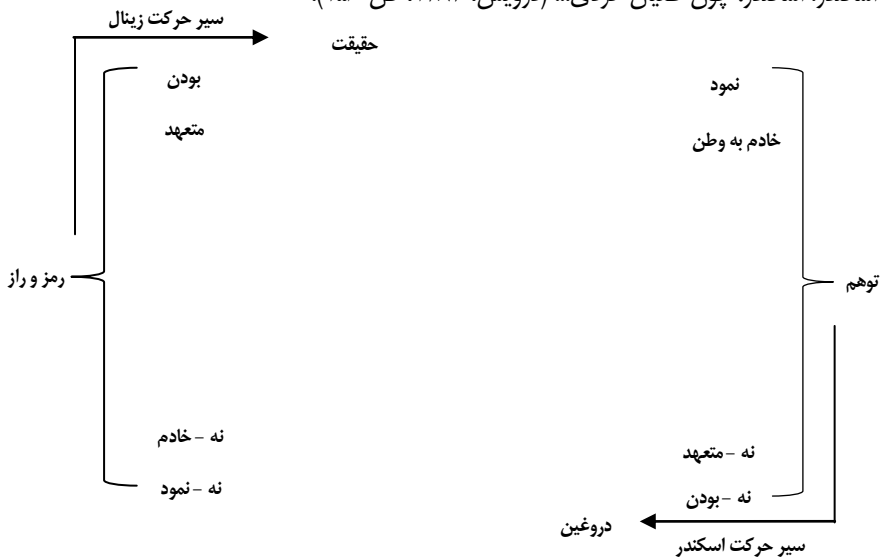 سیر حرکت زینال
حقیقت
نمود
بودن
خادم به وطن
متعهد
توهم
رمز و راز
نه – متعهد
نه – خادم
نه – بودن
نه – نمود
دروغین
سیر حرکت اسکندر